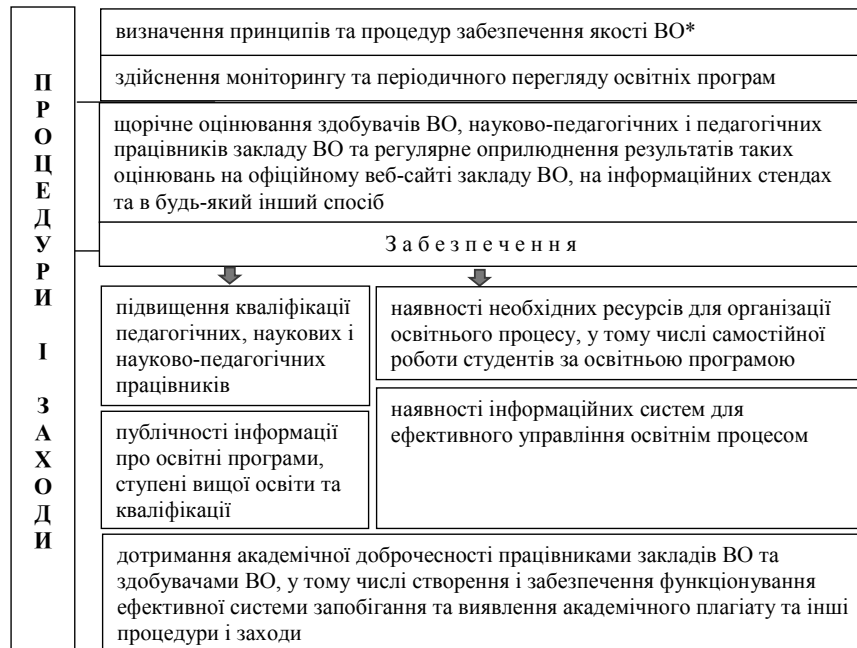 ПРОЦЕДУРИ І ЗАХОДИ
визначення принципів та процедур забезпечення якості ВО*
здійснення моніторингу та періодичного перегляду освітніх програм
щорічне оцінювання здобувачів ВО, науково-педагогічних і педагогічних
працівників закладу ВО та регулярне оприлюднення результатів таких
оцінювань на офіційному веб-сайті закладу ВО, на інформаційних стендах
та в будь-який інший спосіб
З а б е з п е ч е н н я
підвищення кваліфікації
педагогічних, наукових і
науково-педагогічних
працівників
наявності необхідних ресурсів для організації
освітнього процесу, у тому числі самостійної
роботи студентів за освітньою програмою
публічності інформації
про освітні програми,
ступені вищої освіти та
кваліфікації
наявності інформаційних систем для
ефективного управління освітнім процесом
дотримання академічної доброчесності працівниками закладів ВО та
здобувачами ВО, у тому числі створення і забезпечення функціонування
ефективної системи запобігання та виявлення академічного плагіату та інші
процедури і заходи